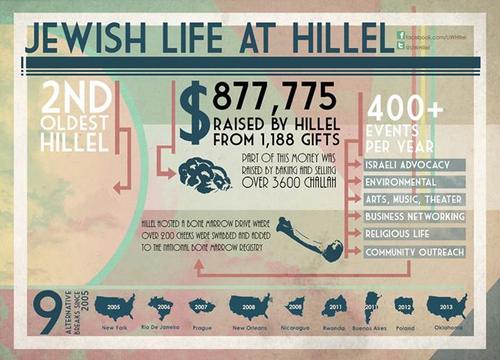 JEWISH LIFE AT HILLEL
facebook.com/UWHillel
@UWHillel
2ND
OLDEST
HILLEL
$877,775
RAISED BY HILLEL
FROM 1,188 GIFTS
PART OF THIS MONEY WAS
RAISED BY BAKING AND SELLING
OVER 3600 CHALLAH
400+
EVENTS
PER YEAR
ISRAELI ADVOCACY
ENVIRONMENTAL
ARTS, MUSIC, THEATER
BUSINESS NETWORKING
RELIGIOUS LIFE
COMMUNITY OUTREACH
HILLEL HOSTED A BONE MARROW DRIVE WHERE
OVER 200 CHEEKS WERE SWABBED AND ADDED
TO THE NATIONAL BONE MARROW REGISTRY
9
ALTERNATIVE
BREAKS SINCE
2005
2005 2006 2007 2008 2008 2011 2011 2012 2013
New York Rio De Janeiro Prague New Orleans Nicaragua Rwanda Buenos Aires Poland Oklahoma